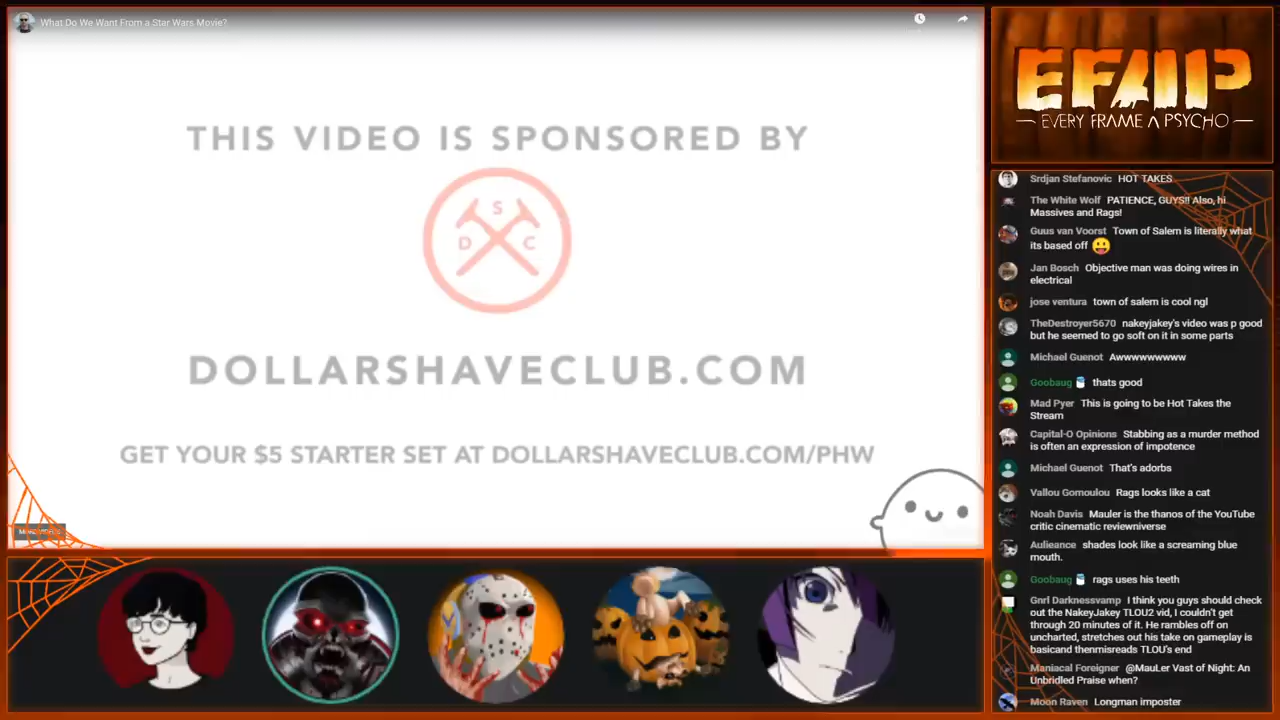 What Do We Want From a Star Wars Movie?
THIS VIDEO IS SPONSORED BY
S
D C
DOLLARSHAVECLUB.COM
GET YOUR $5 STARTER SET AT DOLLARSHAVECLUB.COM/PHW
EFAP
EVERY FRAME A PSYCHO
Srdjan Stefanovic HOT TAKES
The White Wolf PATIENCE, GUYS!! Also, hi
Massives and Rags!
Guus van Voorst Town of Salem is literally what
its based off
Jan Bosch Objective man was doing wires in
electrical
jose ventura town of salem is cool ngl
TheDestroyer5670 nakeyjakey's video was p good
but he seemed to go soft on it in some parts
Michael Guenot Awwwwwwwww
Goobaug thats good
Mad Pyer This is going to be Hot Takes the
Stream
Capital-O Opinions Stabbing as a murder method
is often an expression of impotence
Michael Guenot That's adorbs
Vallou Gomoulou Rags looks like a cat
Noah Davis Mauler is the thanos of the YouTube
critic cinematic reviewniverse
Aulieance shades look like a screaming blue
mouth.
Goobaug rags uses his teeth
Gnrl Darknessvamp I think you guys should check
out the NakeyJakey TLOU2 vid, I couldn't get
through 20 minutes of it. He rambles off on
uncharted, stretches out his take on gameplay is
basicand thenmisreads TLOU's end
Maniacal Foreigner @MauLer Vast of Night: An
Unbridled Praise when?
Moon Raven Longman imposter